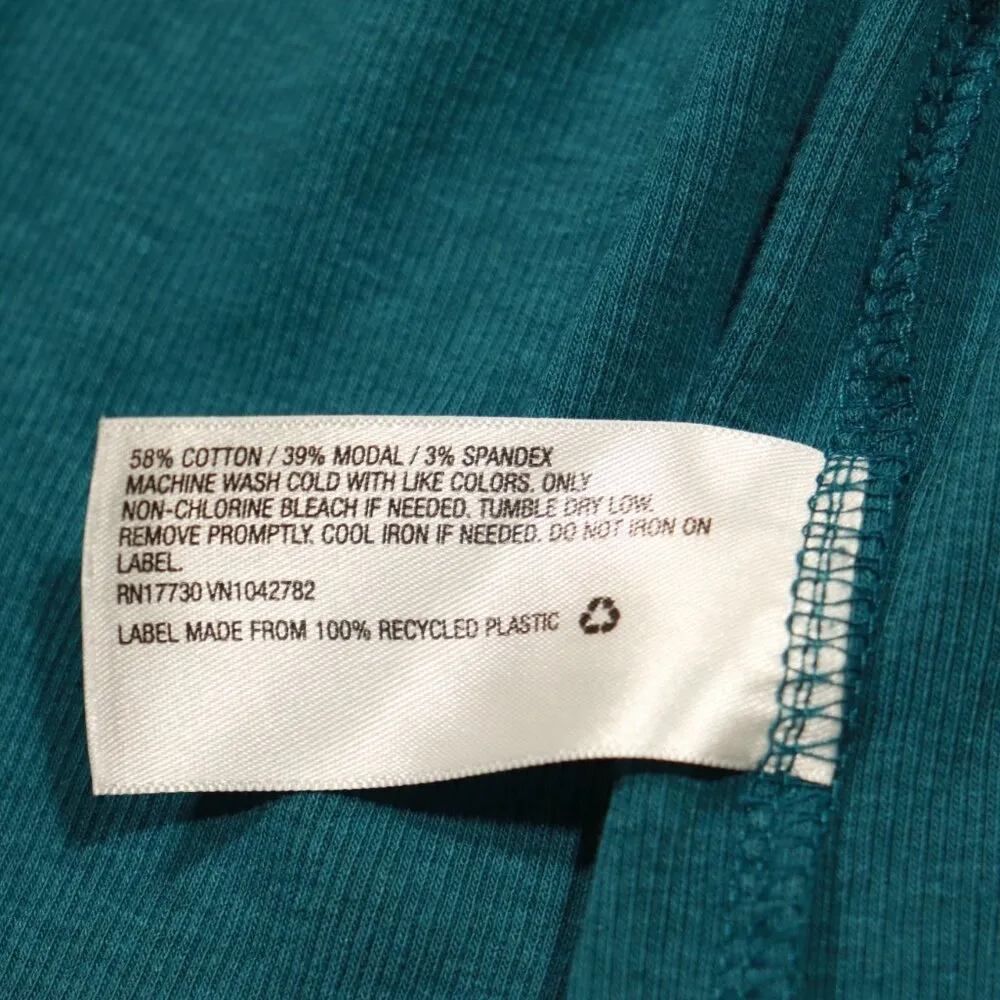 58% COTTON / 39% MODAL / 3% SPANDEX
MACHINE WASH COLD WITH LIKE COLORS. ONLY
NON-CHLORINE BLEACH IF NEEDED. TUMBLE DRY LOW.
REMOVE PROMPTLY. COOL IRON IF NEEDED. DO NOT IRON ON
LABEL.
RN17730 VN1042782
LABEL MADE FROM 100% RECYCLED PLASTIC